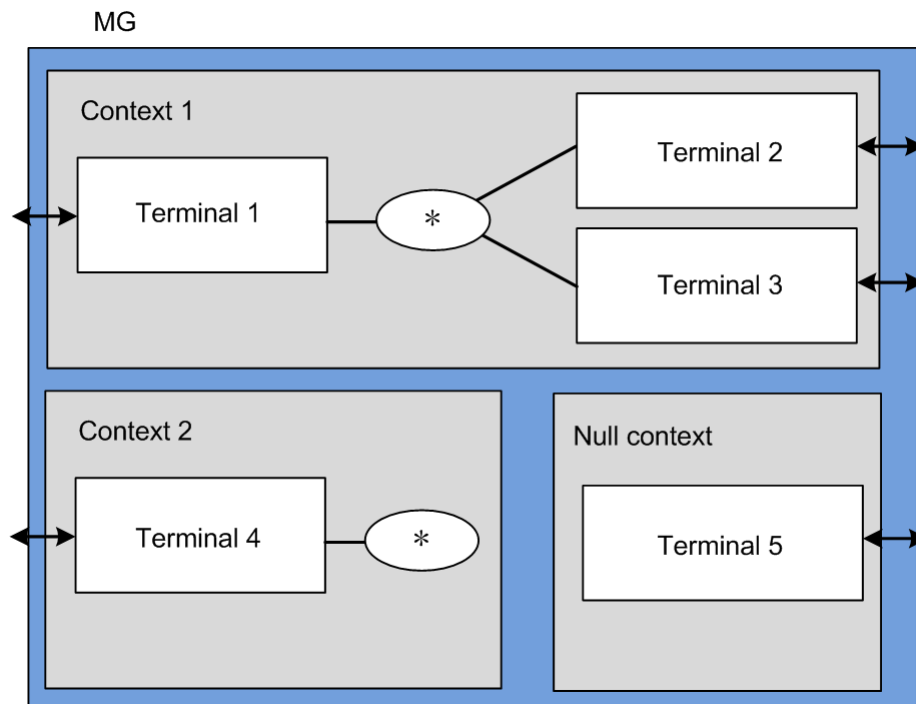 MG
Context 1
Terminal 1
*
Terminal 2
Terminal 3
Context 2
Terminal 4
*
Null context
Terminal 5